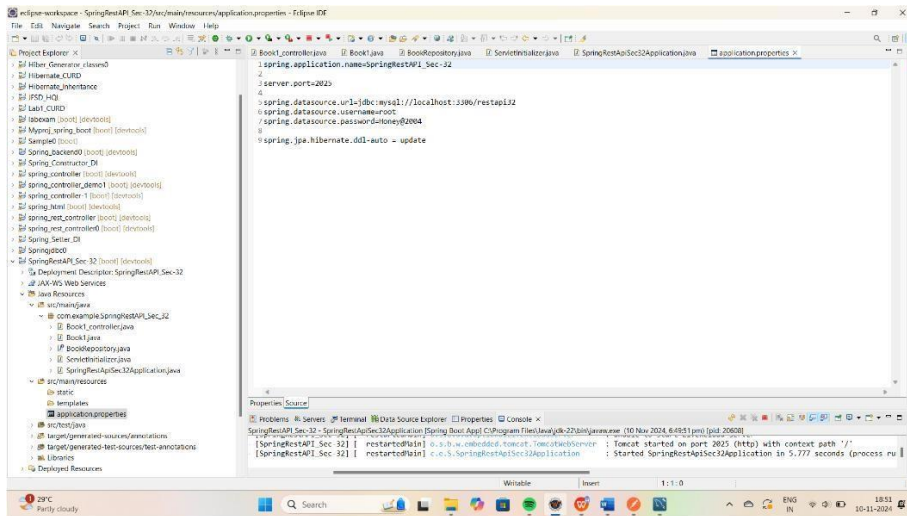 eclipse-workspace - SpringRestAPI_Sec-32/src/main/resources/application.properties - Eclipse IDE
File Edit Navigate Search Project Run Window Help
Project Explorer ×
Book1_controller.java Book1.java BookRepository.java ServletInitializer.java SpringRestApiSec32Application.java application.properties ×
Hiber_Generator_classes0
Hibernate_CURD
Hibernate_Inheritance
JFSD_HQL
Lab1_CURD
labexam [boot] [devtools]
Myproj_spring_boot [boot] [devtools]
Sample0 [boot]
Spring_backend0 [boot] [devtools]
Spring_Constructor_DI
spring_controller [boot] [devtools]
spring_controller_demo1 [boot] [devtools]
spring_controller-1 [boot] [devtools]
spring_html [boot] [devtools]
spring_rest_controller [boot] [devtools]
spring_rest_controller0 [boot] [devtools]
Spring_Setter_DI
Springjdbc0
SpringRestAPI_Sec-32 [boot] [devtools]
Deployment Descriptor: SpringRestAPI_Sec-32
JAX-WS Web Services
Java Resources
src/main/java
com.example.SpringRestAPI_Sec_32
Book1_controller.java
Book1.java
BookRepository.java
ServletInitializer.java
SpringRestApiSec32Application.java
src/main/resources
static
templates
application.properties
src/test/java
target/generated-sources/annotations
target/generated-test-sources/test-annotations
Libraries
Deployed Resources
1 spring.application.name=SpringRestAPI_Sec-32
2
3 server.port=2025
4
5 spring.datasource.url=jdbc:mysql://localhost:3306/restapi32
6 spring.datasource.username=root
7 spring.datasource.password=Honey@2004
8
9 spring.jpa.hibernate.ddl-auto = update
Properties Source
Problems Servers Terminal Data Source Explorer Properties Console ×
SpringRestAPI_Sec-32 - SpringRestApiSec32Application [Spring Boot App] C:\Program Files\Java\jdk-22\bin\javaw.exe (10 Nov 2024, 6:49:51 pm) [pid: 20608]
[SpringRestAPI_Sec-32] [ restartedMain] o.s.b.w.embedded.tomcat.TomcatWebServer : Tomcat started on port 2025 (http) with context path '/'
[SpringRestAPI_Sec-32] [ restartedMain] c.e.S.SpringRestApiSec32Application : Started SpringRestApiSec32Application in 5.777 seconds (process ru
Writable Insert 1 : 1 : 0
29°C
Partly cloudy
Search
ENG
IN
18:51
10-11-2024